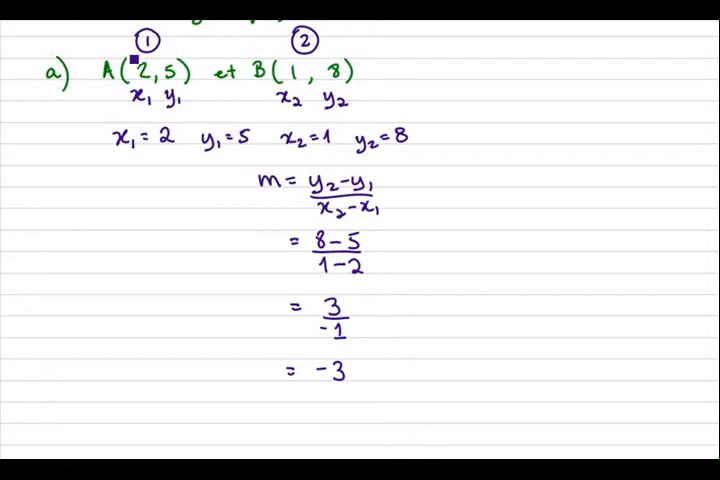 ① ②
a) A(2,5) et B(1, 8)
x₁ y₁ x₂ y₂
x₁ = 2 y₁ = 5 x₂ = 1 y₂ = 8
m = (y₂ - y₁)/(x₂ - x₁)
= (8 - 5)/(1 - 2)
= 3/-1
= -3